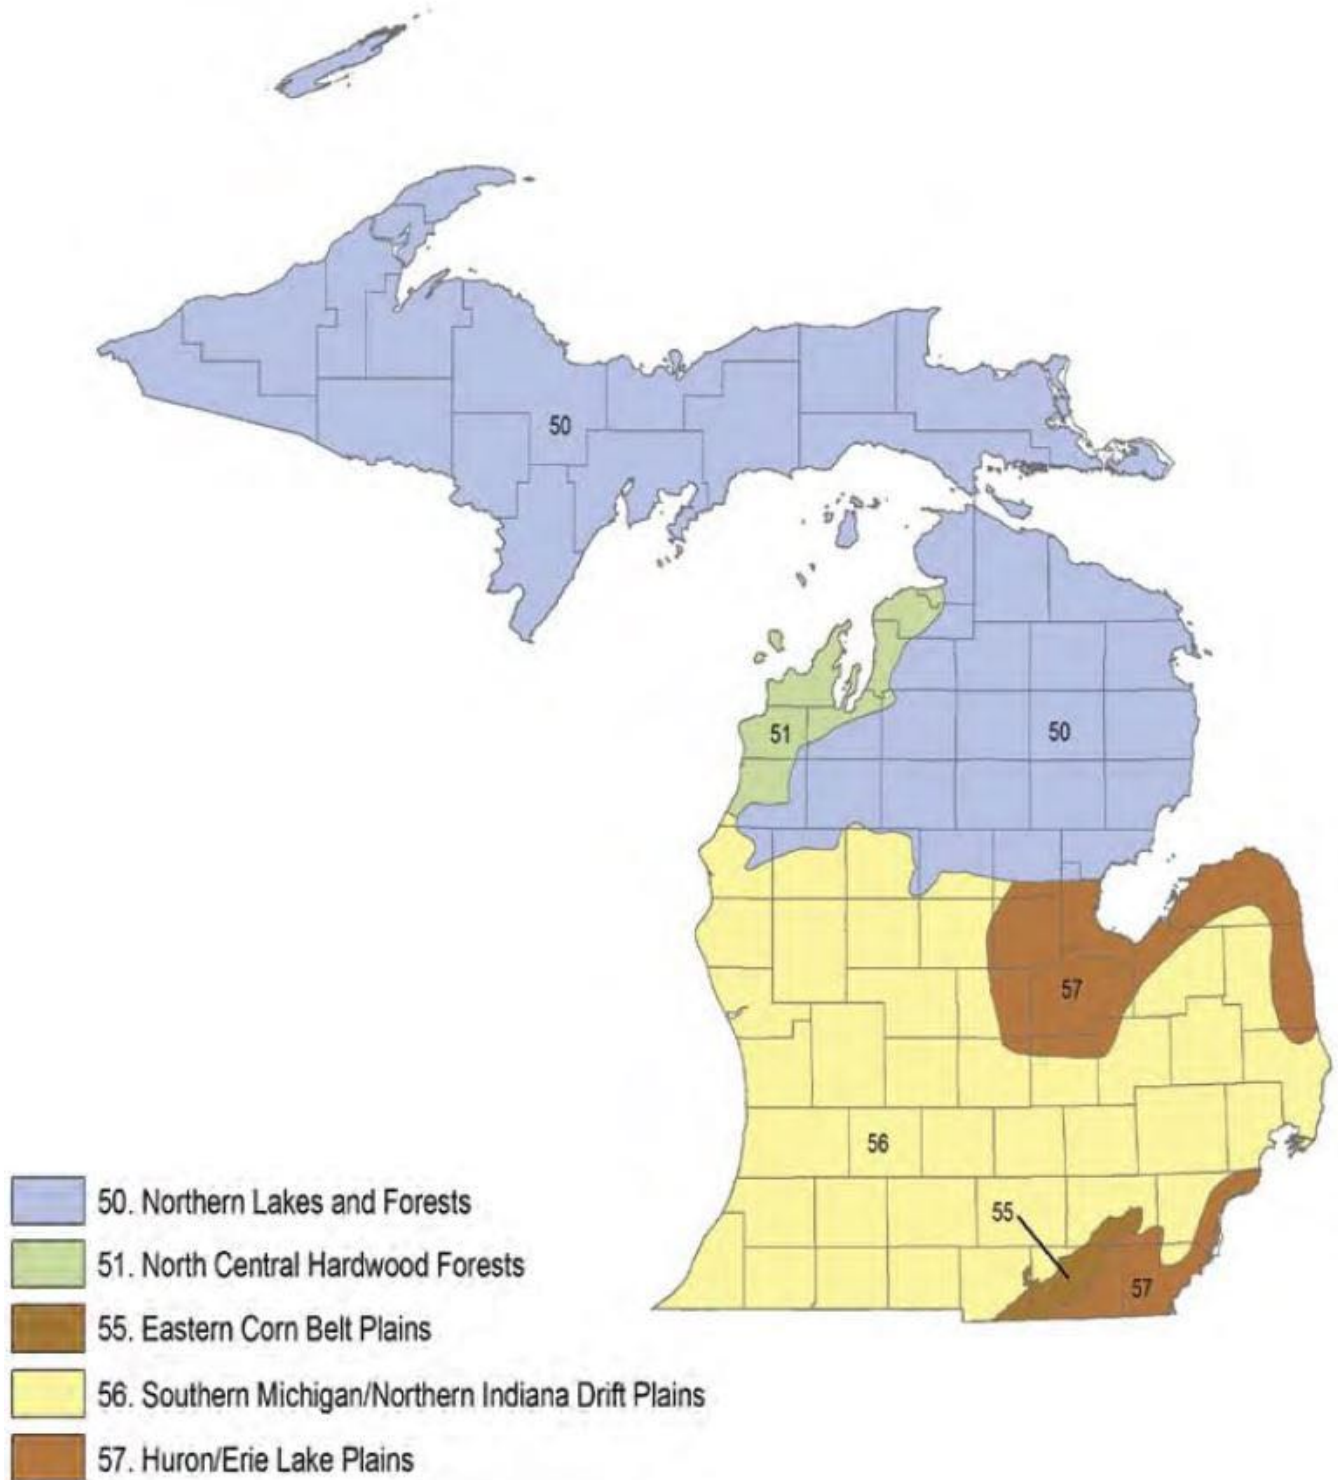 50
51
50
57
56
55
57
50. Northern Lakes and Forests
51. North Central Hardwood Forests
55. Eastern Corn Belt Plains
56. Southern Michigan/Northern Indiana Drift Plains
57. Huron/Erie Lake Plains